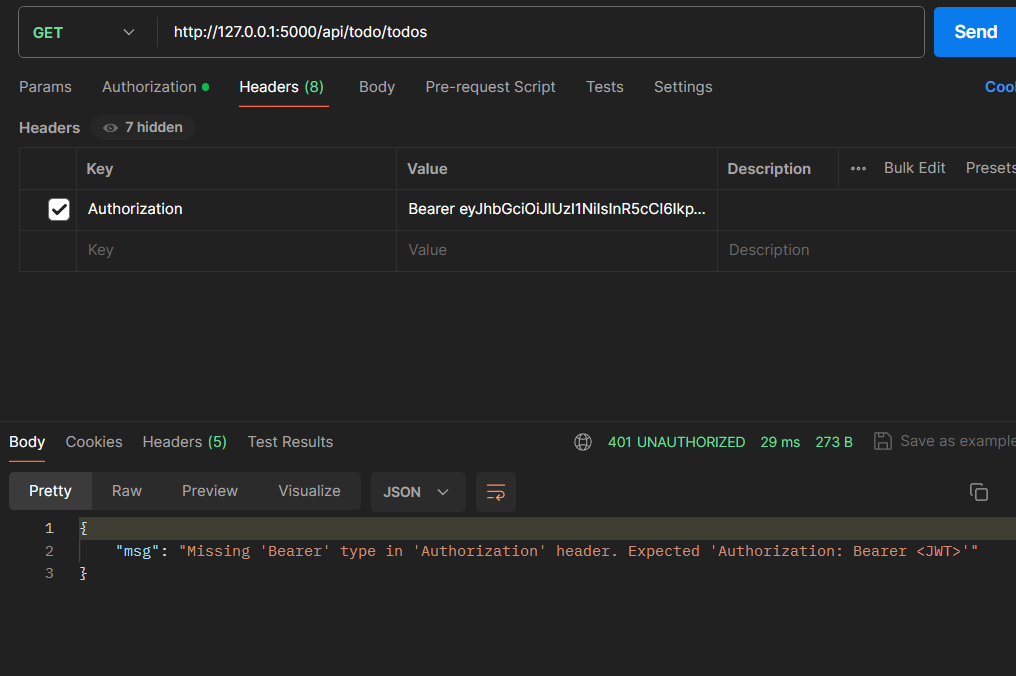 GET http://127.0.0.1:5000/api/todo/todos Send
Params Authorization Headers (8) Body Pre-request Script Tests Settings
Headers 7 hidden
Key Value Description Bulk Edit Presets
Authorization Bearer eyJhbGciOiJIUzI1NiIsInR5cCI6Ikp...
Key Value Description
Body Cookies Headers (5) Test Results 401 UNAUTHORIZED 29 ms 273 B Save as example
Pretty Raw Preview Visualize JSON
1 {
2 "msg": "Missing 'Bearer' type in 'Authorization' header. Expected 'Authorization: Bearer <JWT>'"
3 }